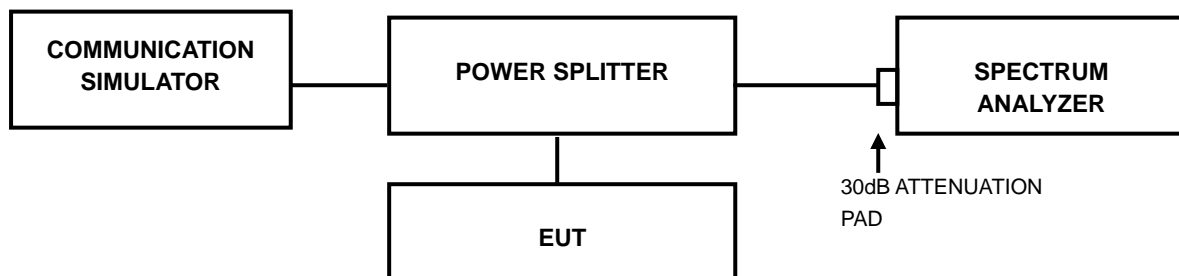 COMMUNICATION
SIMULATOR
POWER SPLITTER
SPECTRUM
ANALYZER
30dB ATTENUATION
PAD
EUT